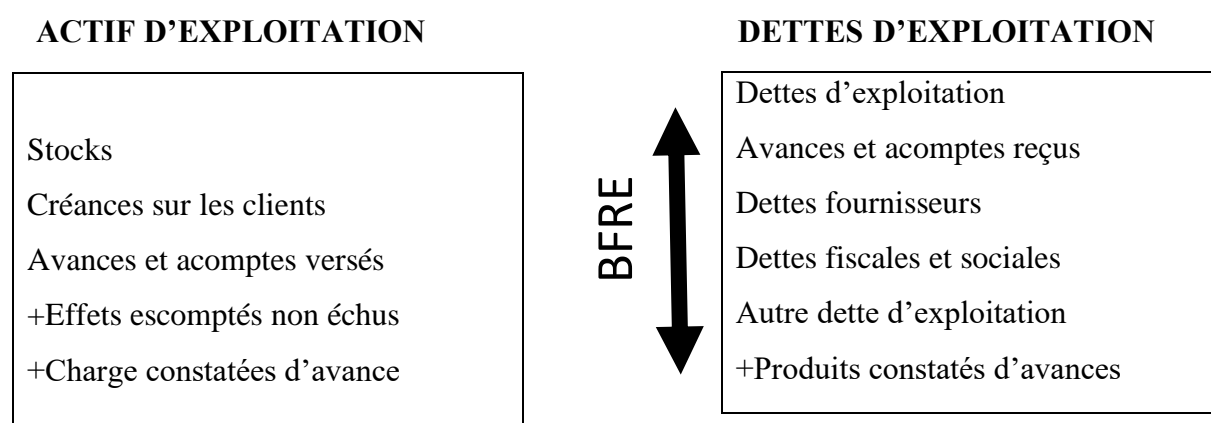 ACTIF D’EXPLOITATION
Stocks
Créances sur les clients
Avances et acomptes versés
+Effets escomptés non échus
+Charge constatées d’avance
BFRE
DETTES D’EXPLOITATION
Dettes d’exploitation
Avances et acomptes reçus
Dettes fournisseurs
Dettes fiscales et sociales
Autre dette d’exploitation
+Produits constatés d’avances